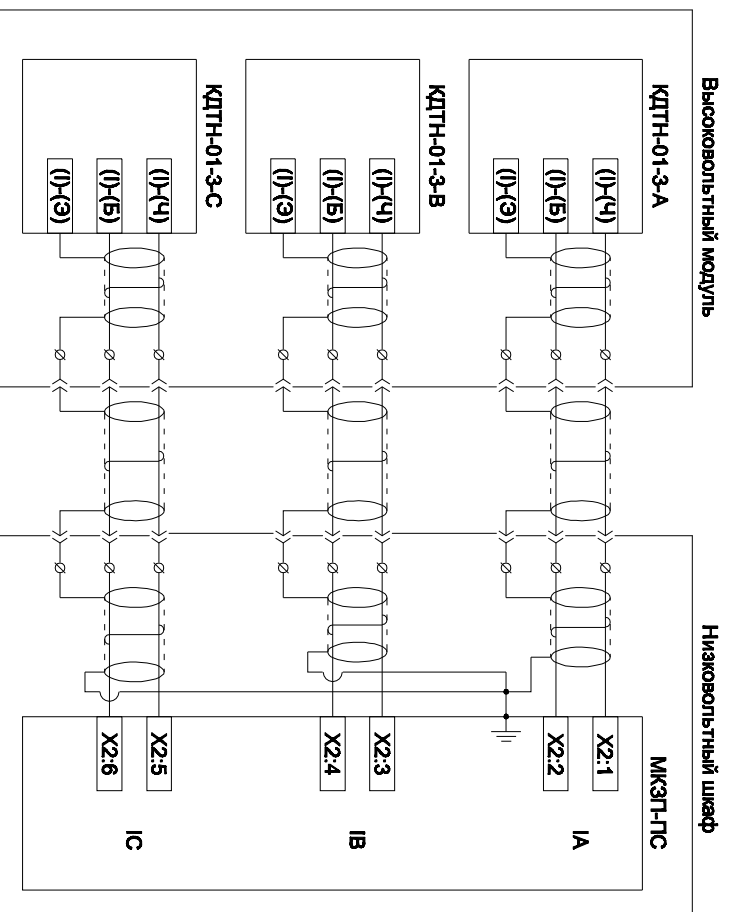 Высоковольтный модуль
Низковольтный шкаф
КДТН-01-3-А
МКЗП-ПС
(I)-(Ч)
X2:1
(I)-(Б)
X2:2
IA
(I)-(Э)
КДТН-01-3-В
(I)-(Ч)
X2:3
(I)-(Б)
X2:4
IB
(I)-(Э)
КДТН-01-3-С
(I)-(Ч)
X2:5
(I)-(Б)
X2:6
IC
(I)-(Э)